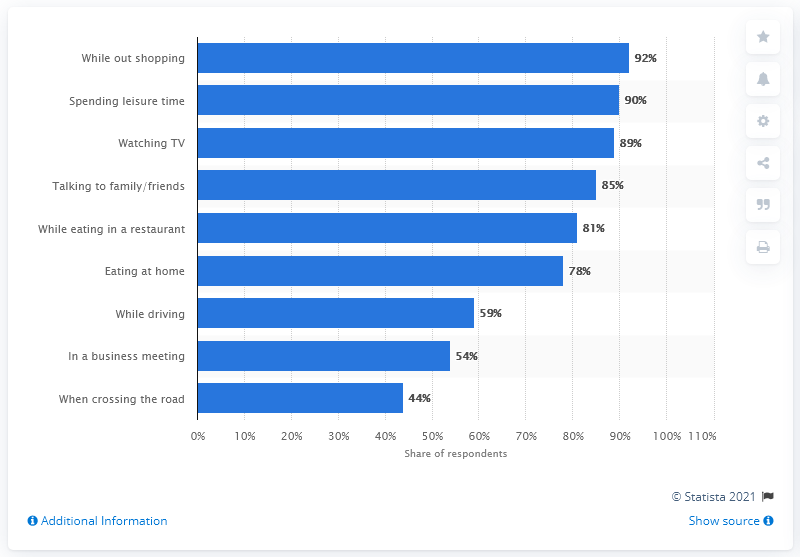 While out shopping 92%
Spending leisure time 90%
Watching TV 89%
Talking to family/friends 85%
While eating in a restaurant 81%
Eating at home 78%
While driving 59%
In a business meeting 54%
When crossing the road 44%
0% 10% 20% 30% 40% 50% 60% 70% 80% 90% 100% 110%
Share of respondents
© Statista 2021
Additional Information Show source